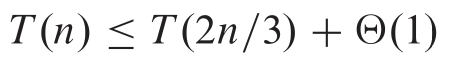 T(n) ≤ T(2n/3) + Θ(1)